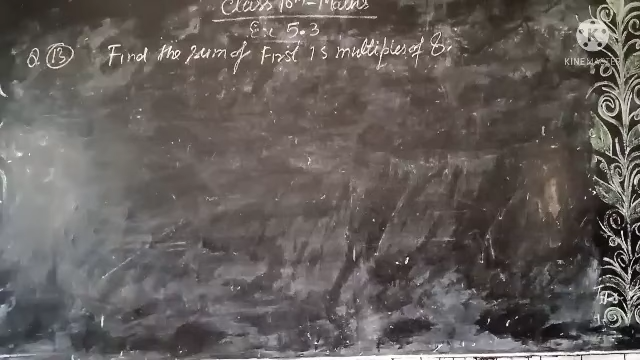 Class 10th - Maths
Ex 5.3
Q. 13 Find the sum of First 15 multiples of 8.
KINEMASTER